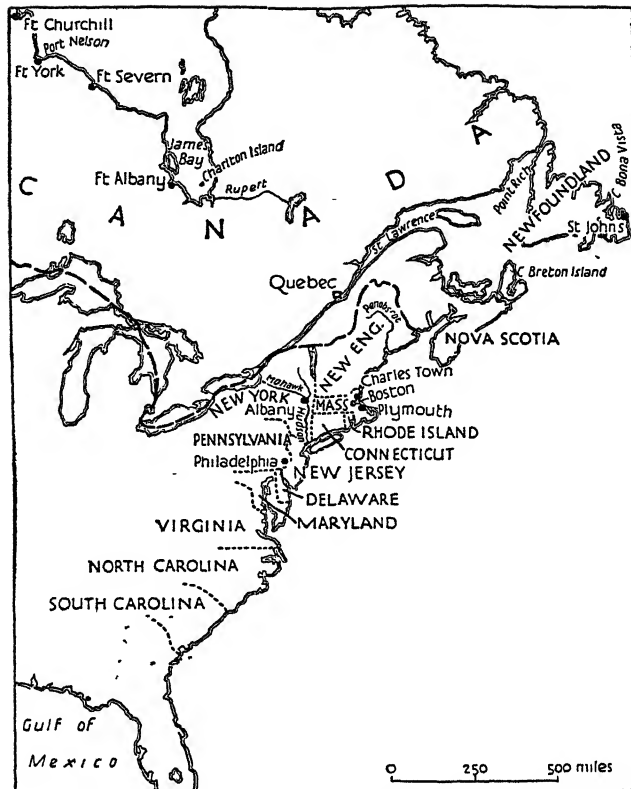 Ft Churchill
Port Nelson
Ft York
Ft Severn
James
Bay
Charlton Island
Ft Albany
Rupert
C A N A D A
Point Rich
NEWFOUNDLAND
C Bona Vista
St Johns
St Lawrence
Quebec
C Breton Island
Penobscot
NOVA SCOTIA
NEW ENG.
Mohawk
NEW YORK
Albany
Hudson
MASS
Charles Town
Boston
Plymouth
RHODE ISLAND
CONNECTICUT
PENNSYLVANIA
Philadelphia
NEW JERSEY
DELAWARE
MARYLAND
VIRGINIA
NORTH CAROLINA
SOUTH CAROLINA
Gulf of
Mexico
0 250 500 miles